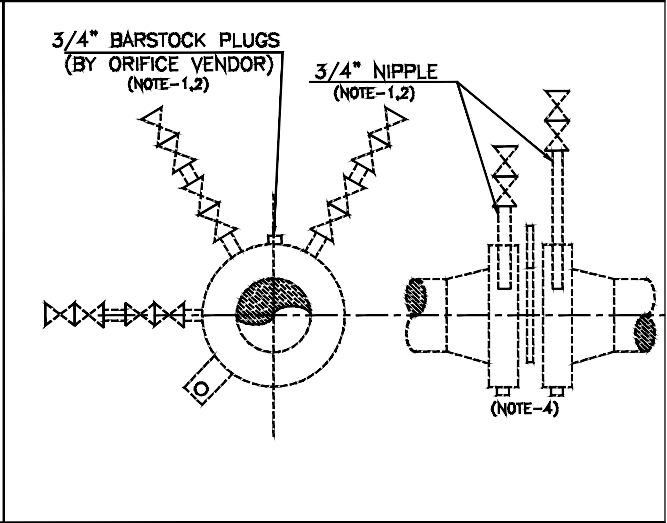 3/4" BARSTOCK PLUGS
(BY ORIFICE VENDOR)
(NOTE-1,2)
3/4" NIPPLE
(NOTE-1,2)
(NOTE-4)